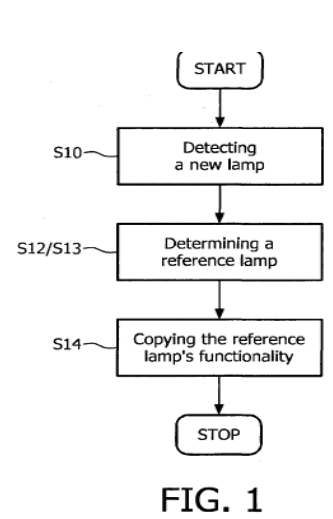 START
S10
Detecting
a new lamp
S12/S13
Determining a
reference lamp
S14
Copying the reference
lamp's functionality
STOP
FIG. 1